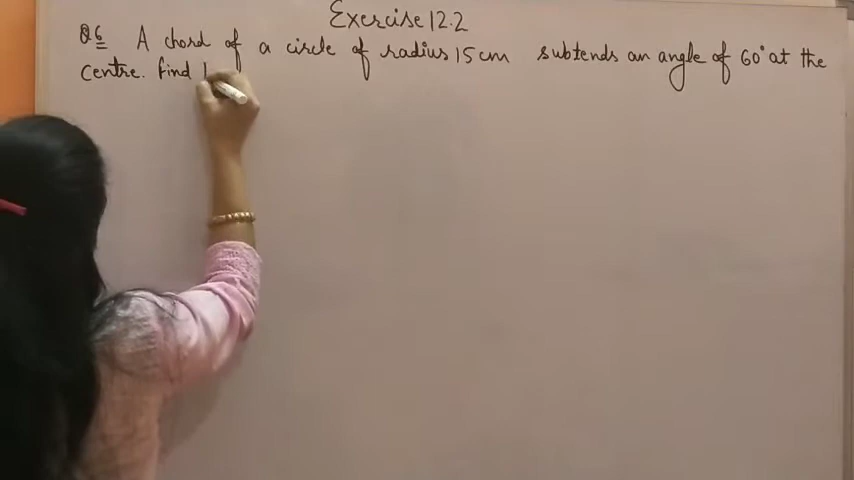 Exercise 12.2
Q6 A chord of a circle of radius 15 cm subtends an angle of 60° at the
centre. find